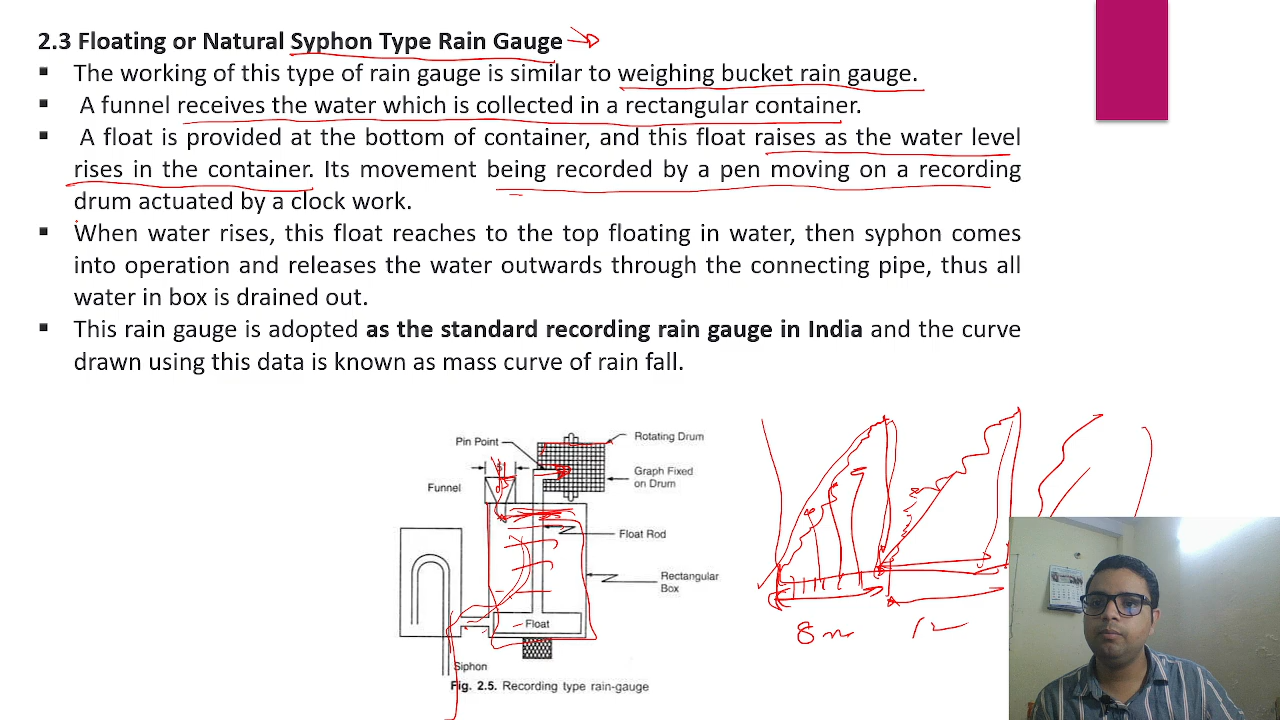 2.3 Floating or Natural Syphon Type Rain Gauge
▪ The working of this type of rain gauge is similar to weighing bucket rain gauge.
▪ A funnel receives the water which is collected in a rectangular container.
▪ A float is provided at the bottom of container, and this float raises as the water level
rises in the container. Its movement being recorded by a pen moving on a recording
drum actuated by a clock work.
▪ When water rises, this float reaches to the top floating in water, then syphon comes
into operation and releases the water outwards through the connecting pipe, thus all
water in box is drained out.
▪ This rain gauge is adopted as the standard recording rain gauge in India and the curve
drawn using this data is known as mass curve of rain fall.
Pin Point
Rotating Drum
Funnel
Graph Fixed
on Drum
Float Rod
Rectangular
Box
Float
Siphon
Fig. 2.5. Recording type rain-gauge